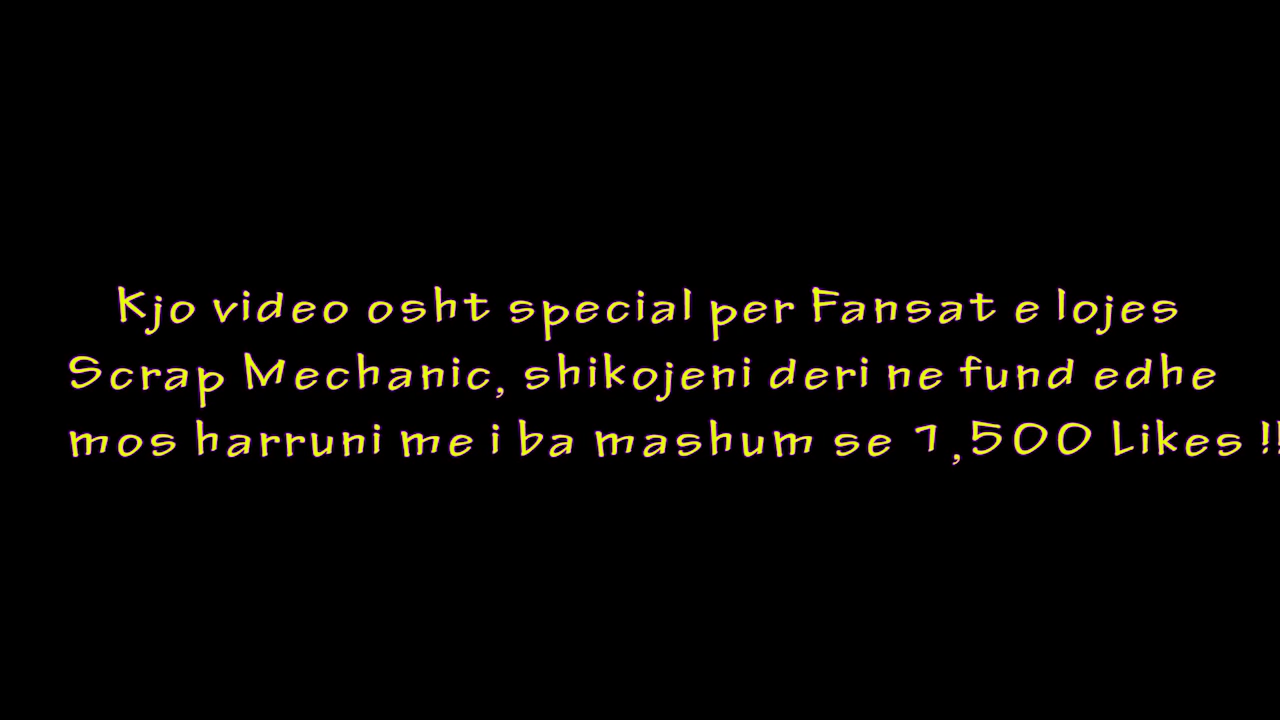 Kjo video osht special per Fansat e lojes
Scrap Mechanic, shikojeni deri ne fund edhe
mos harruni me i ba mashum se 1,500 Likes !!